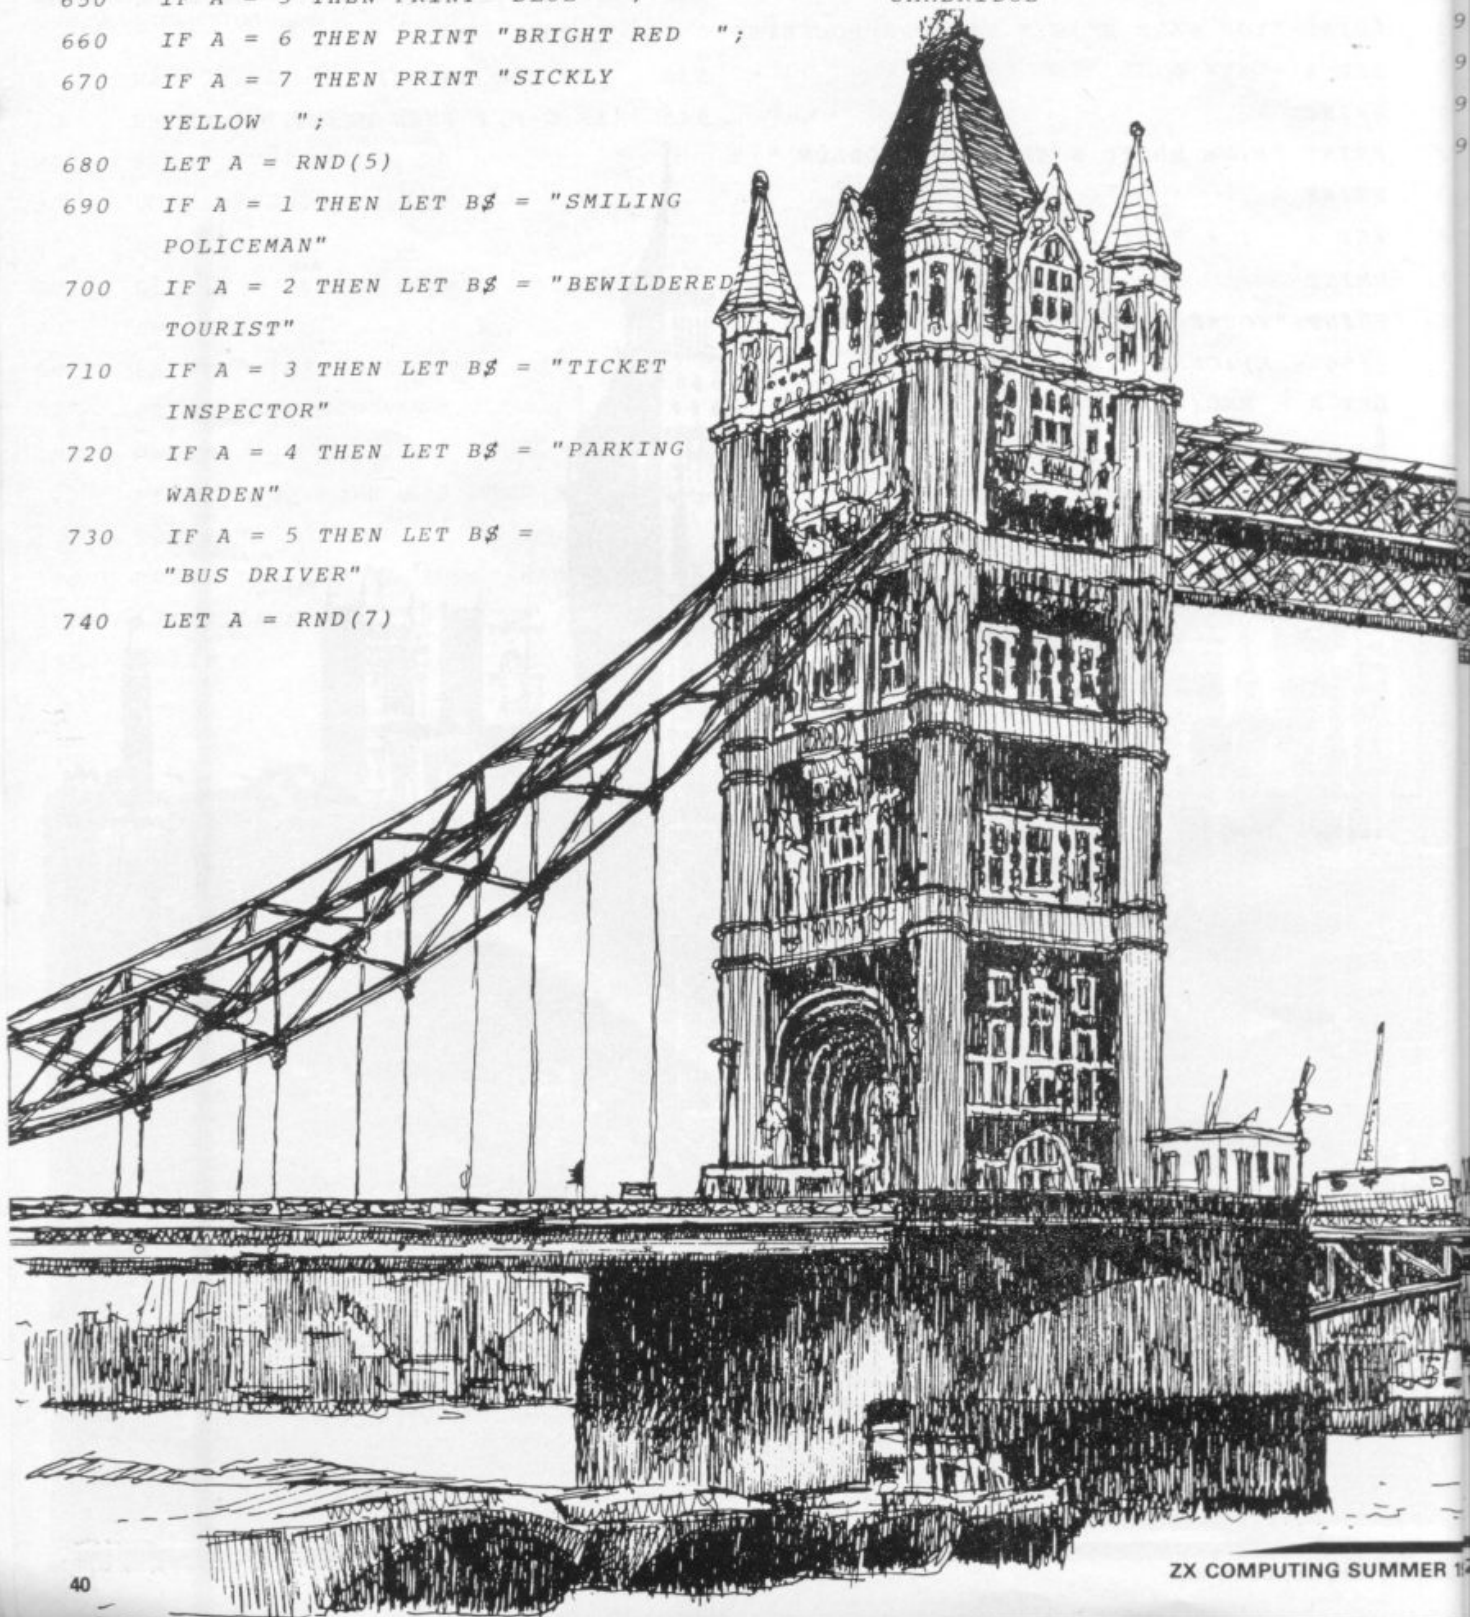 660 IF A = 6 THEN PRINT "BRIGHT RED ";
670 IF A = 7 THEN PRINT "SICKLY
YELLOW ";
680 LET A = RND(5)
690 IF A = 1 THEN LET B$ = "SMILING
POLICEMAN"
700 IF A = 2 THEN LET B$ = "BEWILDERED
TOURIST"
710 IF A = 3 THEN LET B$ = "TICKET
INSPECTOR"
720 IF A = 4 THEN LET B$ = "PARKING
WARDEN"
730 IF A = 5 THEN LET B$ =
"BUS DRIVER"
740 LET A = RND(7)
40
ZX COMPUTING SUMMER